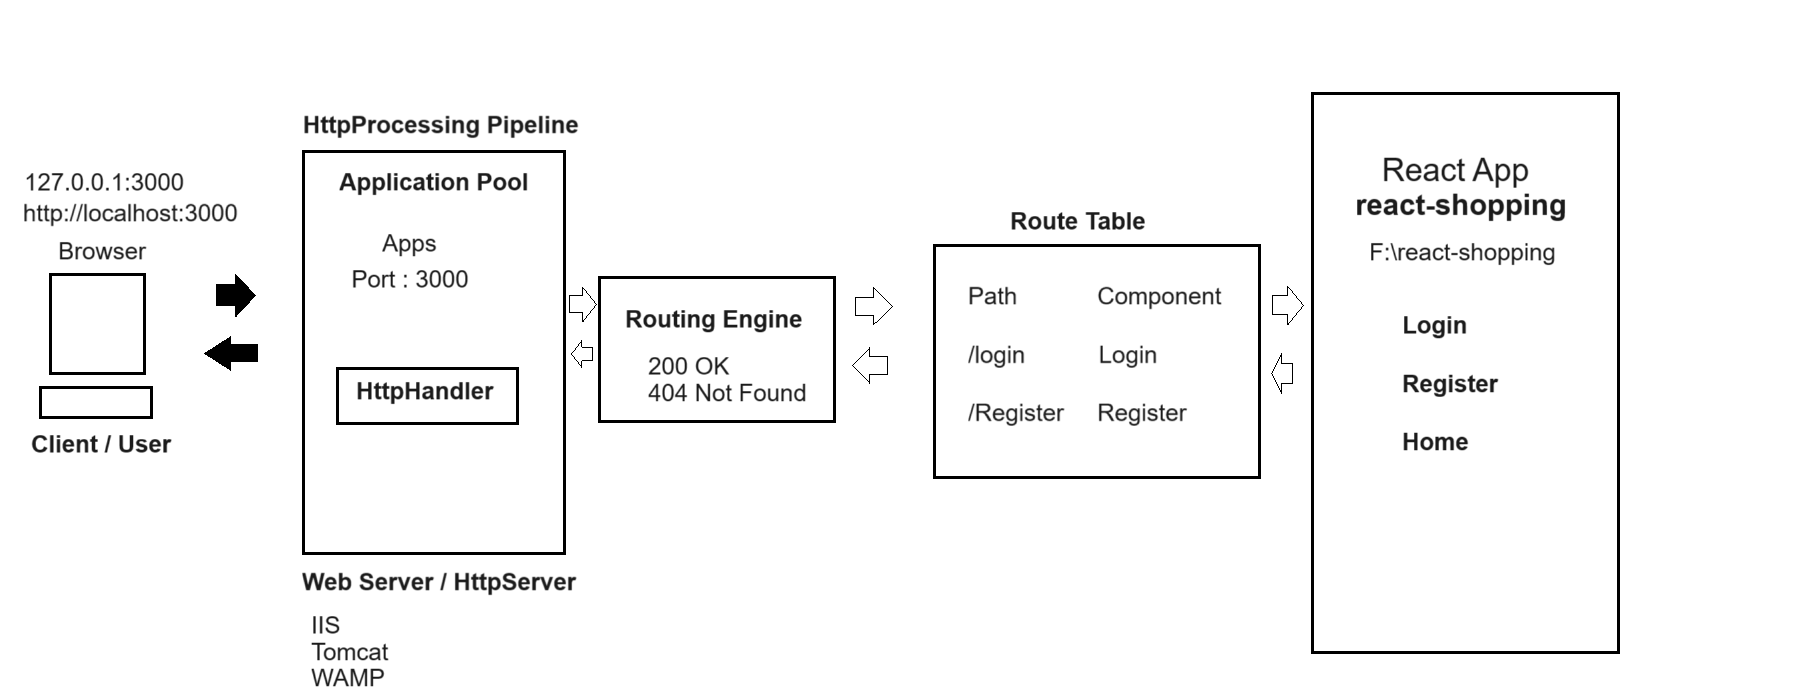 HttpProcessing Pipeline
127.0.0.1:3000
http://localhost:3000
Browser
Client / User
Application Pool
Apps
Port : 3000
HttpHandler
Web Server / HttpServer
IIS
Tomcat
WAMP
Routing Engine
200 OK
404 Not Found
Route Table
Path Component
/login Login
/Register Register
React App
react-shopping
F:\react-shopping
Login
Register
Home